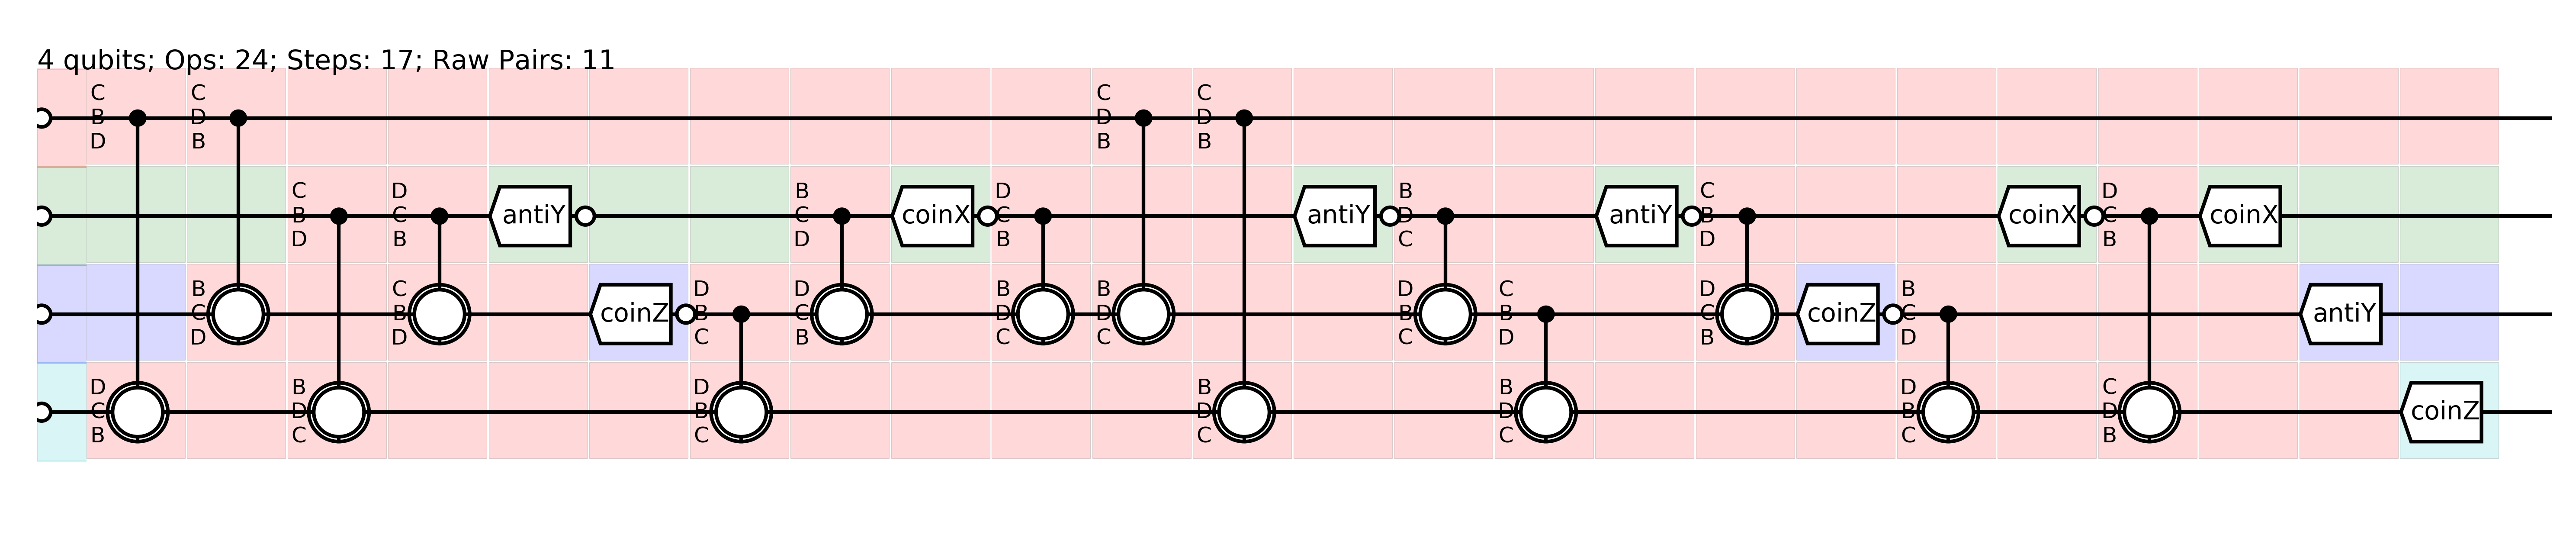 4 qubits; Ops: 24; Steps: 17; Raw Pairs: 11
C C C C
B D D D
D B B B
C D B D B C D
B C antiY C coinX C antiY D antiY B coinX C coinX
D B D B C D B
B C D D B B D C D B
C B coinZ B C D D B B C coinZ C antiY
D D C B C C C D B D
D B D B B D C
C D B D D B D coinZ
B C C C C C B